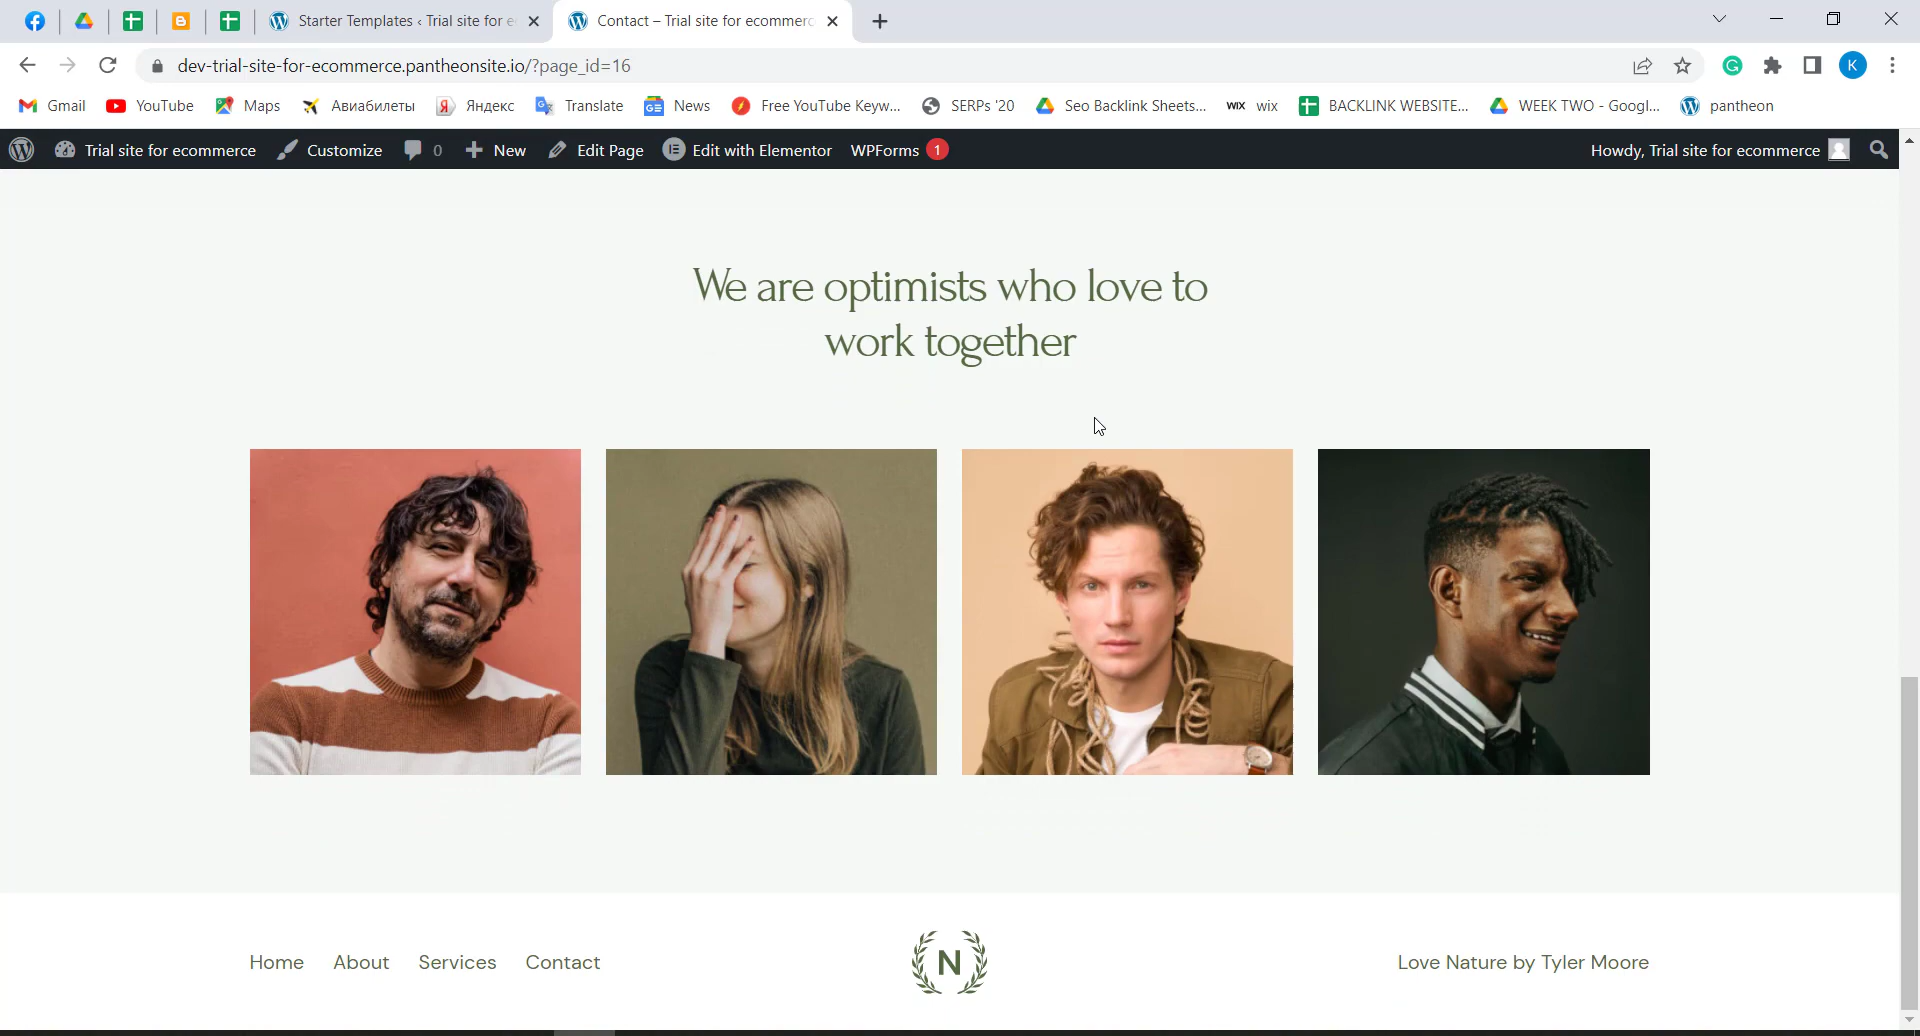 Starter Templates ‹ Trial site for e
Contact – Trial site for ecommerc
dev-trial-site-for-ecommerce.pantheonsite.io/?page_id=16
K
Gmail
YouTube
Maps
Авиабилеты
Яндекс
Translate
News
Free YouTube Keyw...
SERPs '20
Seo Backlink Sheets...
WIX wix
BACKLINK WEBSITE...
WEEK TWO - Googl...
pantheon
Trial site for ecommerce
Customize
0
New
Edit Page
Edit with Elementor
WPForms 1
Howdy, Trial site for ecommerce
We are optimists who love to
work together
Home About Services Contact
N
Love Nature by Tyler Moore